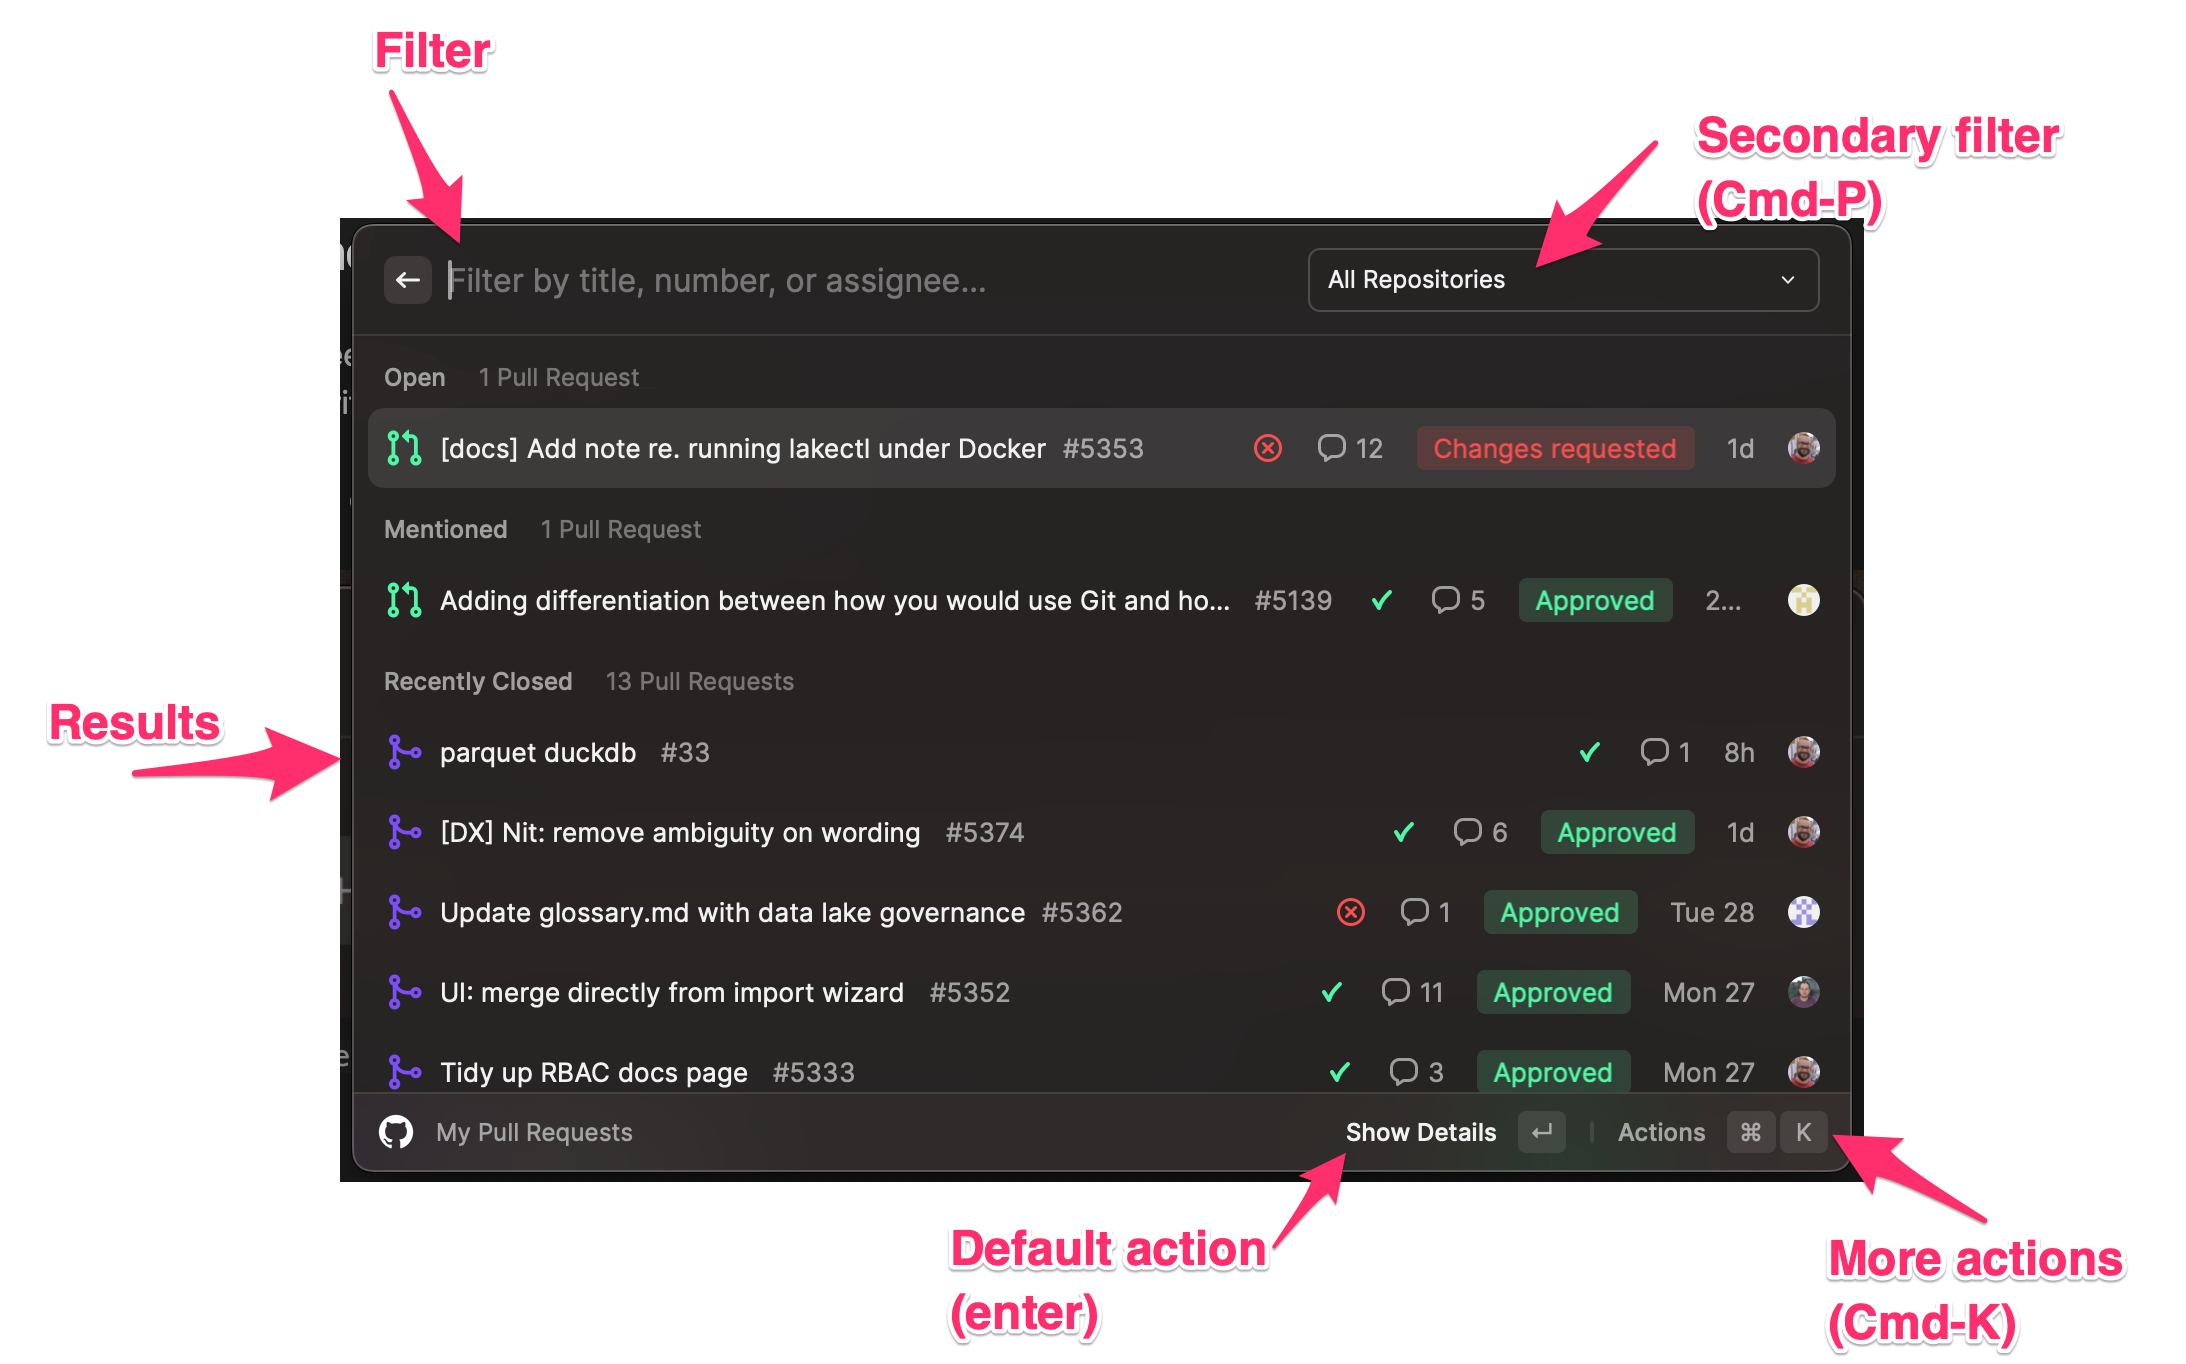 Filter
Secondary filter
(Cmd-P)
Filter by title, number, or assignee...
All Repositories
Open 1 Pull Request
[docs] Add note re. running lakectl under Docker #5353 12 Changes requested 1d
Mentioned 1 Pull Request
Adding differentiation between how you would use Git and ho... #5139 5 Approved 2...
Recently Closed 13 Pull Requests
Results
parquet duckdb #33 1 8h
[DX] Nit: remove ambiguity on wording #5374 6 Approved 1d
Update glossary.md with data lake governance #5362 1 Approved Tue 28
UI: merge directly from import wizard #5352 11 Approved Mon 27
Tidy up RBAC docs page #5333 3 Approved Mon 27
My Pull Requests Show Details ↵ Actions ⌘ K
Default action
(enter)
More actions
(Cmd-K)